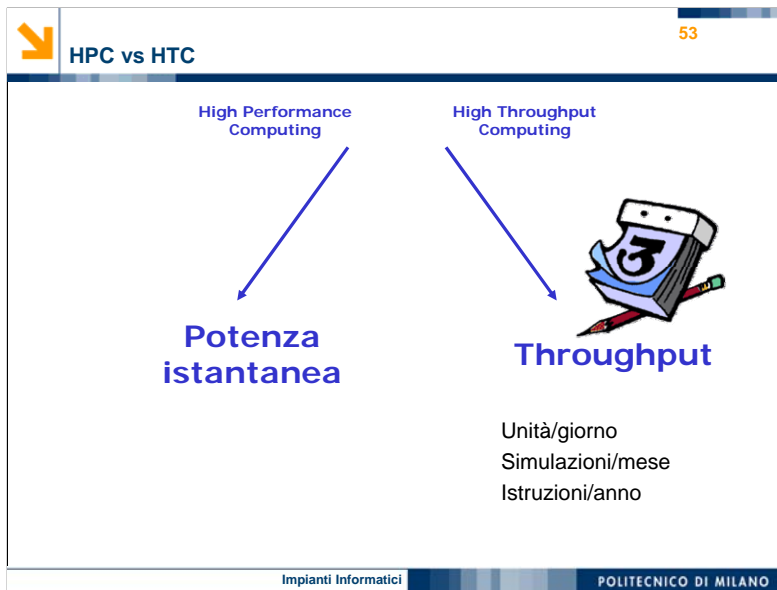 53
HPC vs HTC
High Performance
Computing
High Throughput
Computing
3
Potenza
istantanea
Throughput
Unità/giorno
Simulazioni/mese
Istruzioni/anno
Impianti Informatici
POLITECNICO DI MILANO